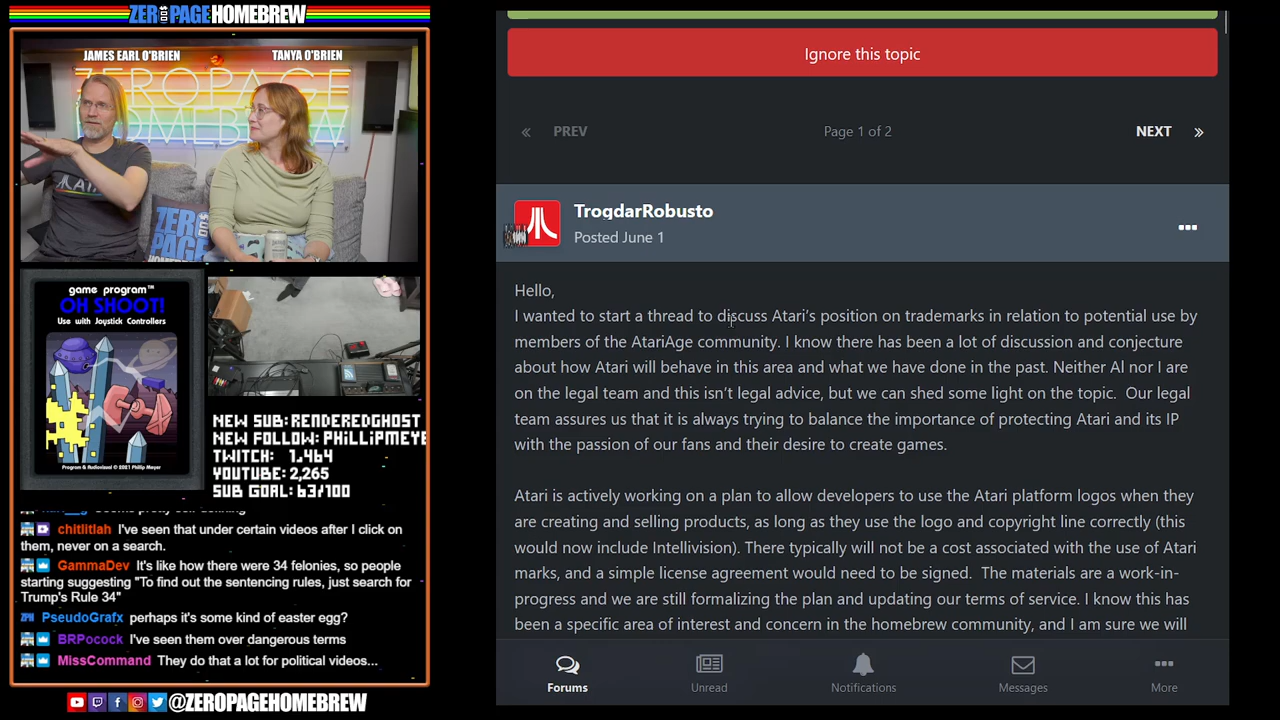 ZEROPAGE HOMEBREW
JAMES EARL O'BRIEN
TANYA O'BRIEN
ZEROPAGE
HOMEBREW
game program™
OH SHOOT!
Use with Joystick Controllers
Program & Audiovisual © 2021 Philip Meyer
NEW SUB: RENDEREDGHOST
NEW FOLLOW: PHILLIPMEYE
TWITCH: 1,464
YOUTUBE: 2,265
SUB GOAL: 63/100
chitlitlah I've seen that under certain videos after I click on
them, never on a search.
GammaDev It's like how there were 34 felonies, so people
starting suggesting "To find out the sentencing rules, just search for
Trump's Rule 34"
PseudoGrafx perhaps it's some kind of easter egg?
BRPocock I've seen them over dangerous terms
MissCommand They do that a lot for political videos...
@ZEROPAGEHOMEBREW
Ignore this topic
« PREV
Page 1 of 2
NEXT »
TrogdarRobusto
Posted June 1
Hello,
I wanted to start a thread to discuss Atari's position on trademarks in relation to potential use by
members of the AtariAge community. I know there has been a lot of discussion and conjecture
about how Atari will behave in this area and what we have done in the past. Neither Al nor I are
on the legal team and this isn't legal advice, but we can shed some light on the topic.  Our legal
team assures us that it is always trying to balance the importance of protecting Atari and its IP
with the passion of our fans and their desire to create games.
Atari is actively working on a plan to allow developers to use the Atari platform logos when they
are creating and selling products, as long as they use the logo and copyright line correctly (this
would now include Intellivision). There typically will not be a cost associated with the use of Atari
marks, and a simple license agreement would need to be signed.  The materials are a work-in-
progress and we are still formalizing the plan and updating our terms of service. I know this has
been a specific area of interest and concern in the homebrew community, and I am sure we will
Forums
Unread
Notifications
Messages
More